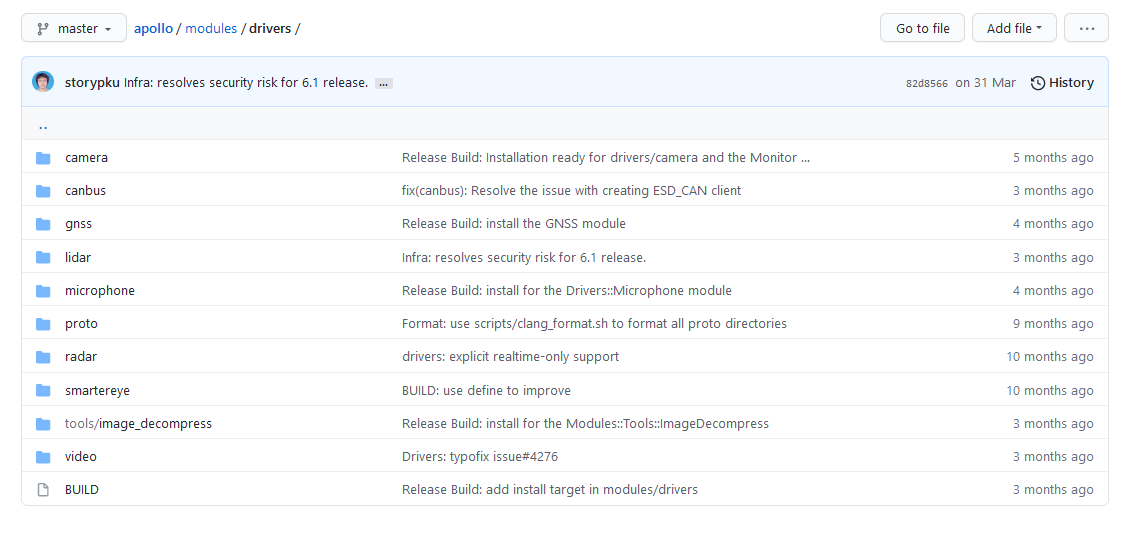 master apollo / modules / drivers / Go to file Add file ...
storypku Infra: resolves security risk for 6.1 release. ... 82d8566 on 31 Mar History
..
camera Release Build: Installation ready for drivers/camera and the Monitor ... 5 months ago
canbus fix(canbus): Resolve the issue with creating ESD_CAN client 3 months ago
gnss Release Build: install the GNSS module 4 months ago
lidar Infra: resolves security risk for 6.1 release. 3 months ago
microphone Release Build: install for the Drivers::Microphone module 4 months ago
proto Format: use scripts/clang_format.sh to format all proto directories 9 months ago
radar drivers: explicit realtime-only support 10 months ago
smartereye BUILD: use define to improve 10 months ago
tools/image_decompress Release Build: install for the Modules::Tools::ImageDecompress 3 months ago
video Drivers: typofix issue#4276 3 months ago
BUILD Release Build: add install target in modules/drivers 3 months ago